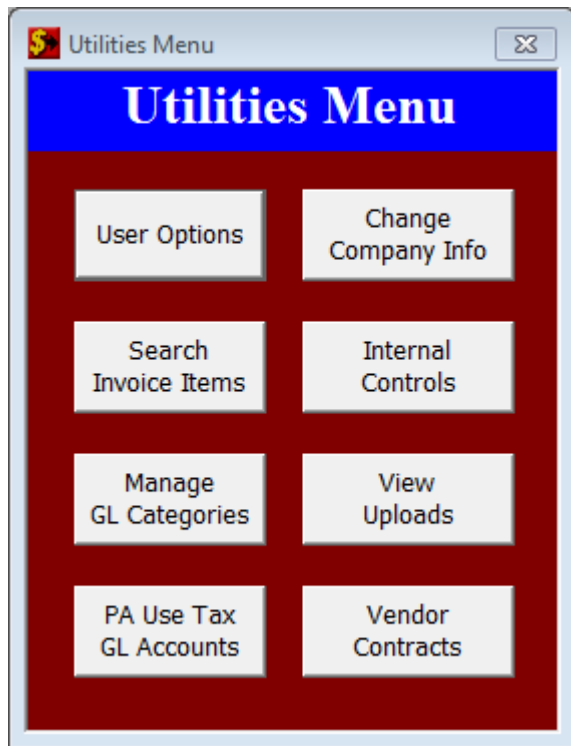 Utilities Menu
Utilities Menu
User Options
Change
Company Info
Search
Invoice Items
Internal
Controls
Manage
GL Categories
View
Uploads
PA Use Tax
GL Accounts
Vendor
Contracts